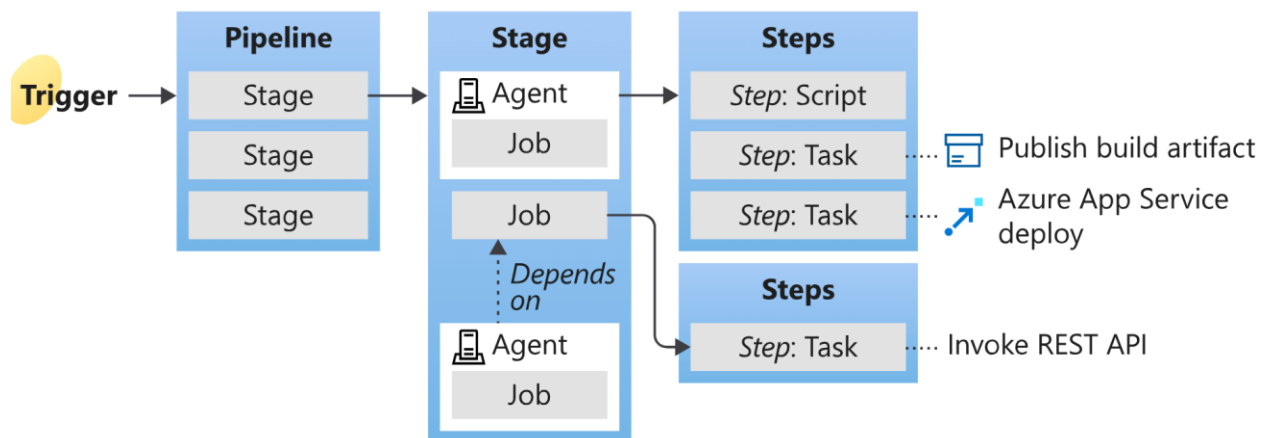 Trigger
Pipeline
Stage
Stage
Stage
Stage
Agent
Job
Job
Depends
on
Agent
Job
Steps
Step: Script
Step: Task
Publish build artifact
Step: Task
Azure App Service
deploy
Steps
Step: Task
Invoke REST API